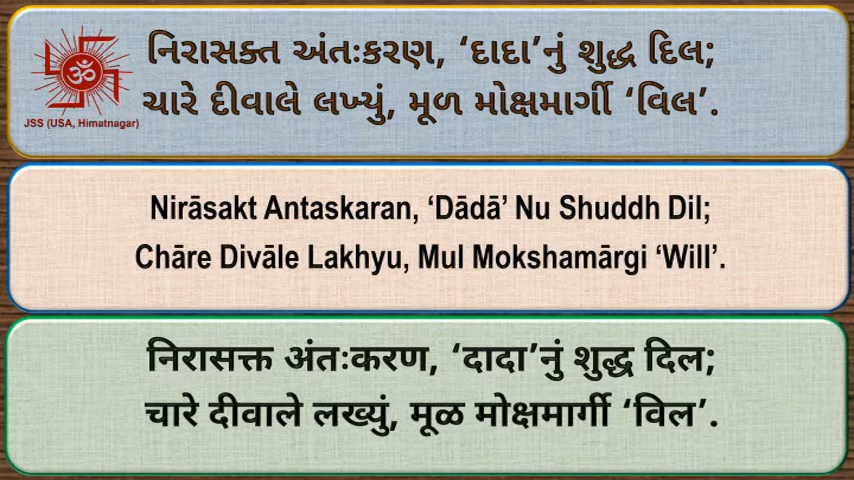 નિરાસક્ત અંતઃકરણ, ‘દાદા’નું શુદ્ધ દિલ;
ચારે દીવાલે લખ્યું, મૂળ મોક્ષમાર્ગી ‘વિલ’.
ॐ
JSS (USA, Himatnagar)
Nirāsakt Antaskaran, ‘Dādā’ Nu Shuddh Dil;
Chāre Divāle Lakhyu, Mul Mokshamārgi ‘Will’.
निरासक्त अंतःकरण, ‘दादा’नुं शुद्ध दिल;
चारे दीवाले लख्युं, मूळ मोक्षमार्गी ‘विल’.